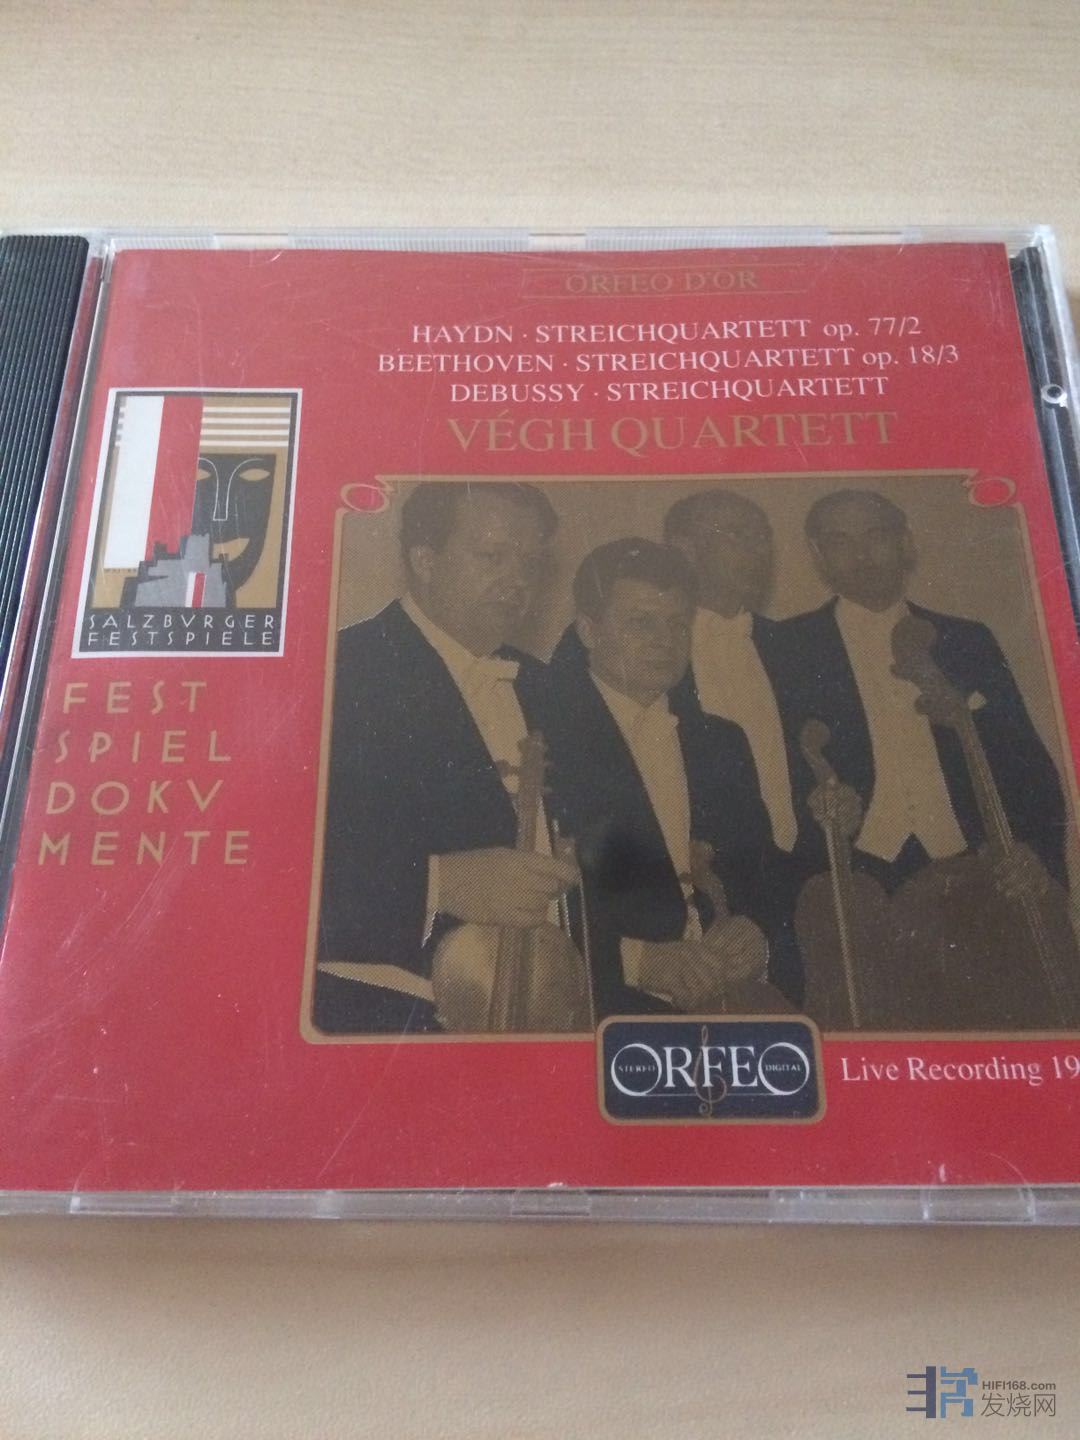 ORFEO D'OR
HAYDN · STREICHQUARTETT op. 77/2
BEETHOVEN · STREICHQUARTETT op. 18/3
DEBUSSY · STREICHQUARTETT
VÉGH QUARTETT
SALZBVRGER
FESTSPIELE
FEST
SPIEL
DOKV
MENTE
STEREO ORFEO DIGITAL
Live Recording 19
HIFI168.com
发烧网